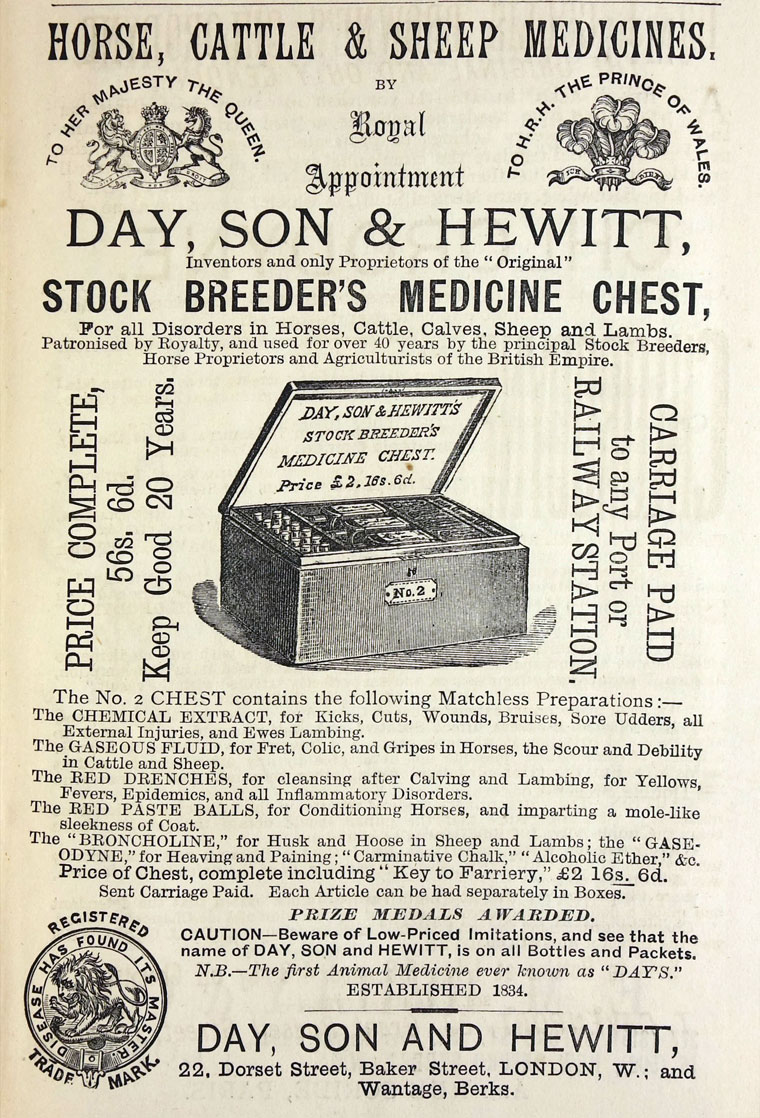 HORSE, CATTLE & SHEEP MEDICINES.
TO HER MAJESTY THE QUEEN.
BY
Royal
Appointment
TO H.R.H. THE PRINCE OF WALES.
DAY, SON & HEWITT,
Inventors and only Proprietors of the "Original"
STOCK BREEDER'S MEDICINE CHEST,
For all Disorders in Horses, Cattle, Calves, Sheep and Lambs.
Patronised by Royalty, and used for over 40 years by the principal Stock Breeders,
Horse Proprietors and Agriculturists of the British Empire.
PRICE COMPLETE,
56s. 6d.
Keep Good 20 Years.
DAY, SON & HEWITT'S
STOCK BREEDER'S
MEDICINE CHEST.
Price £2. 16s. 6d.
No. 2
CARRIAGE PAID
to any Port or
RAILWAY STATION.
The No. 2 CHEST contains the following Matchless Preparations:—
The CHEMICAL EXTRACT, for Kicks, Cuts, Wounds, Bruises, Sore Udders, all
External Injuries, and Ewes Lambing.
The GASEOUS FLUID, for Fret, Colic, and Gripes in Horses, the Scour and Debility
in Cattle and Sheep.
The RED DRENCHES, for cleansing after Calving and Lambing, for Yellows,
Fevers, Epidemics, and all Inflammatory Disorders.
The RED PASTE BALLS, for Conditioning Horses, and imparting a mole-like
sleekness of Coat.
The "BRONCHOLINE," for Husk and Hoose in Sheep and Lambs; the "GASE-
ODYNE," for Heaving and Paining; "Carminative Chalk," "Alcoholic Ether," &c.
Price of Chest, complete including "Key to Farriery," £2 16s. 6d.
Sent Carriage Paid. Each Article can be had separately in Boxes.
PRIZE MEDALS AWARDED.
CAUTION—Beware of Low-Priced Imitations, and see that the
name of DAY, SON and HEWITT, is on all Bottles and Packets.
N.B.—The first Animal Medicine ever known as "DAY'S."
ESTABLISHED 1834.
REGISTERED
DISEASE HAS FOUND ITS MASTER
TRADE MARK.
DAY, SON AND HEWITT,
22, Dorset Street, Baker Street, LONDON, W.; and
Wantage, Berks.